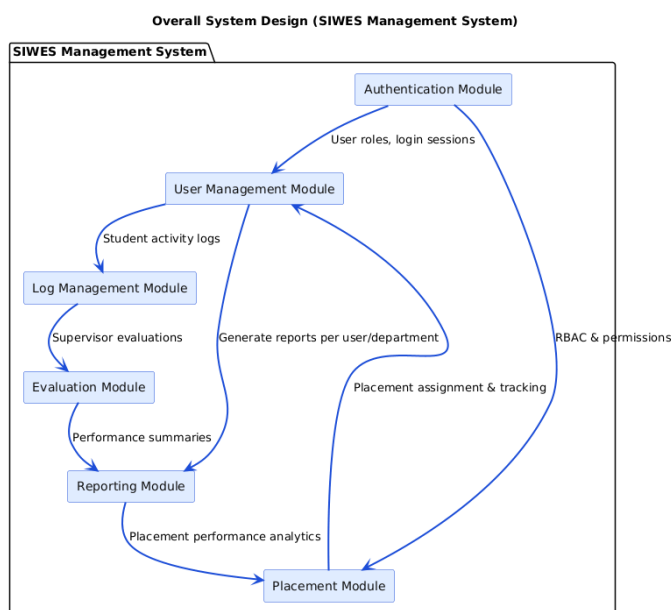 Overall System Design (SIWES Management System)
SIWES Management System
Authentication Module
User roles, login sessions
User Management Module
Student activity logs
Log Management Module
Supervisor evaluations
Generate reports per user/department
RBAC & permissions
Evaluation Module
Placement assignment & tracking
Performance summaries
Reporting Module
Placement performance analytics
Placement Module